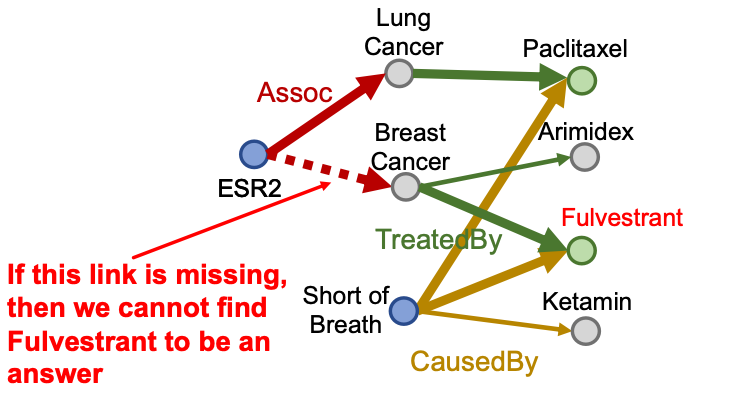 Lung
Cancer
Paclitaxel
Assoc
Breast
Cancer
Arimidex
ESR2
Fulvestrant
TreatedBy
If this link is missing,
then we cannot find
Fulvestrant to be an
answer
Short of
Breath
Ketamin
CausedBy